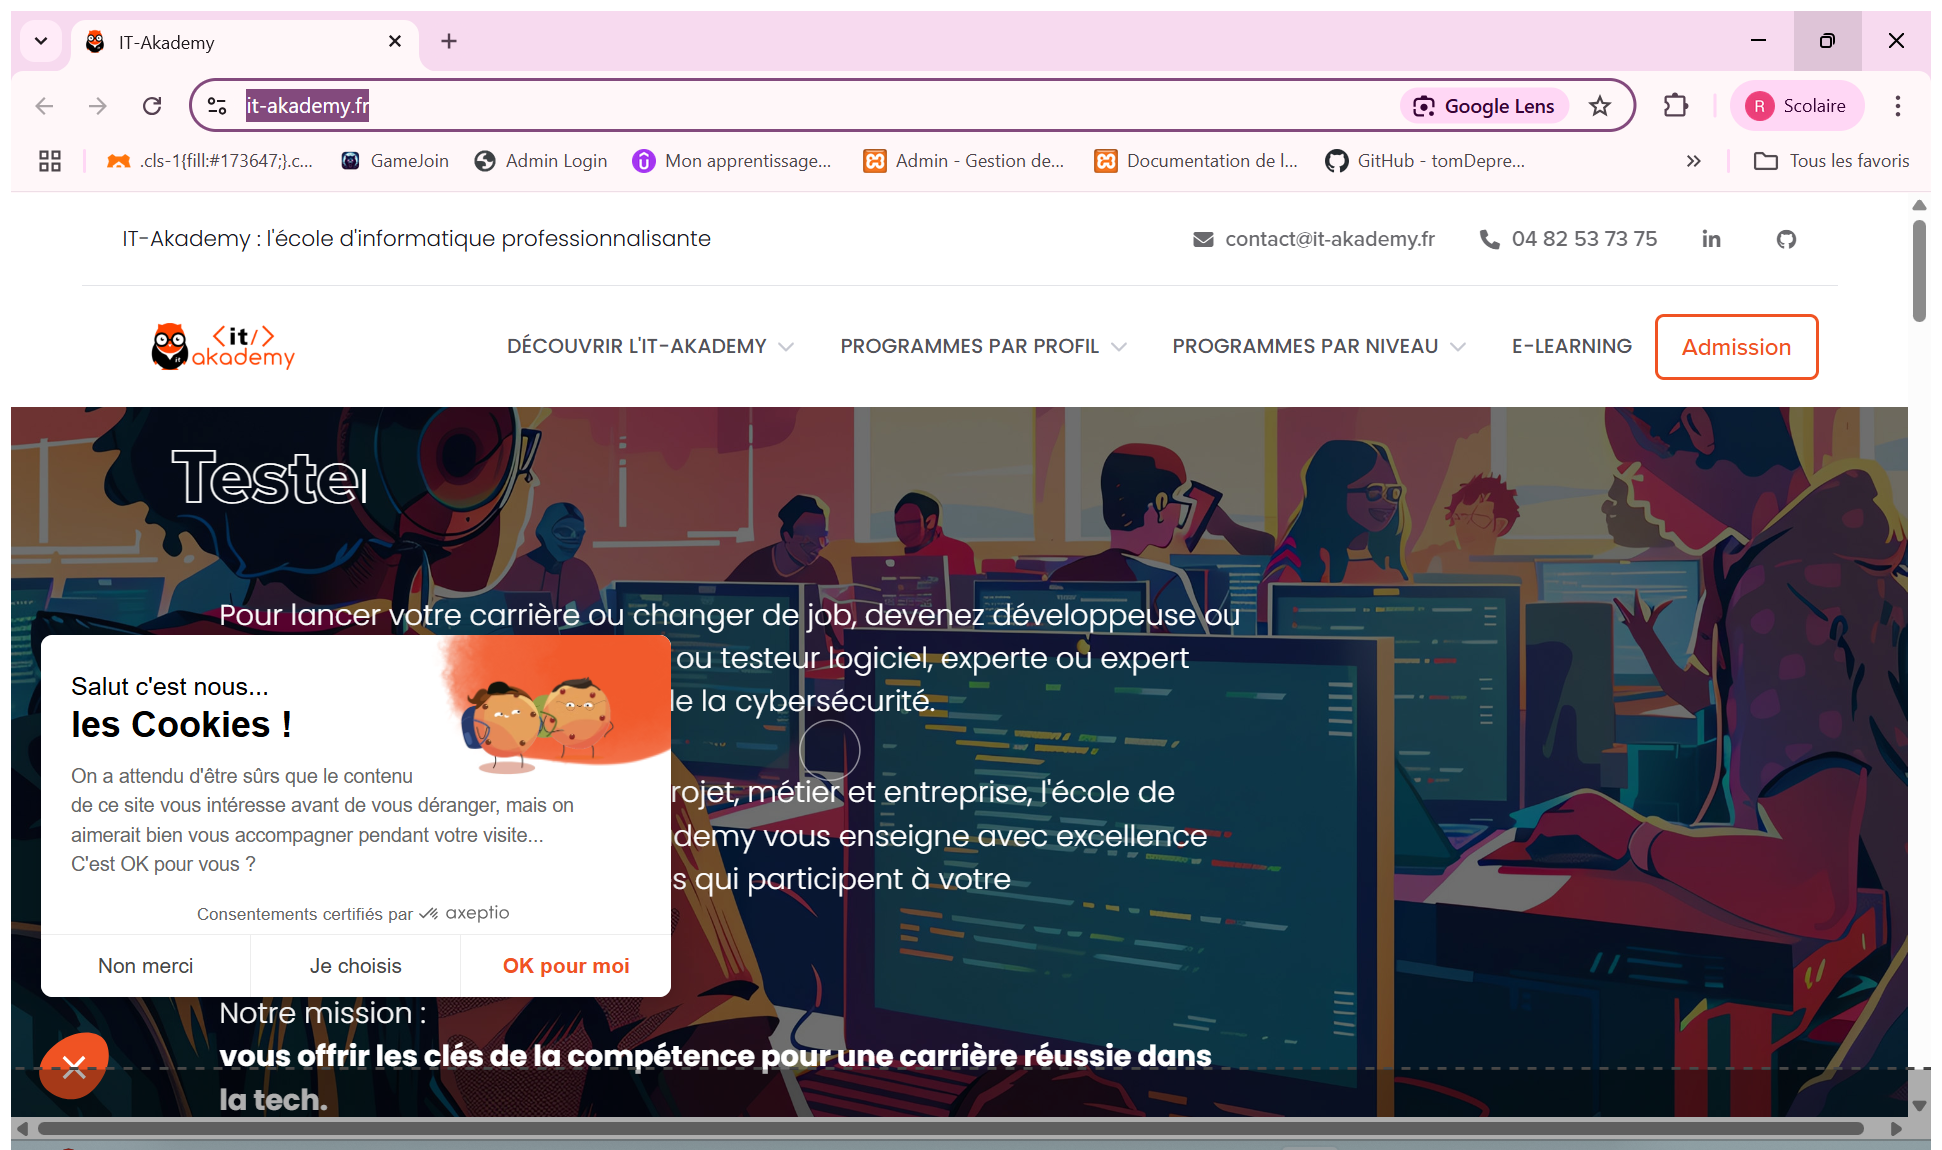 IT-Akademy
it-akademy.fr
Google Lens
R
Scolaire
.cls-1{fill:#173647;}.c...
GameJoin
Admin Login
Mon apprentissage...
Admin - Gestion de...
Documentation de l...
GitHub - tomDepre...
Tous les favoris
IT-Akademy : l'école d'informatique professionnalisante
contact@it-akademy.fr
04 82 53 73 75
in
<it/>
akademy
DÉCOUVRIR L'IT-AKADEMY
PROGRAMMES PAR PROFIL
PROGRAMMES PAR NIVEAU
E-LEARNING
Admission
Teste
Pour lancer votre carrière ou changer de job, devenez développeuse ou
ou testeur logiciel, experte ou expert
le la cybersécurité.
rojet, métier et entreprise, l'école de
demy vous enseigne avec excellence
s qui participent à votre
Salut c'est nous...
les Cookies !
On a attendu d'être sûrs que le contenu
de ce site vous intéresse avant de vous déranger, mais on
aimerait bien vous accompagner pendant votre visite...
C'est OK pour vous ?
Consentements certifiés par axeptio
Non merci
Je choisis
OK pour moi
Notre mission :
vous offrir les clés de la compétence pour une carrière réussie dans
la tech.